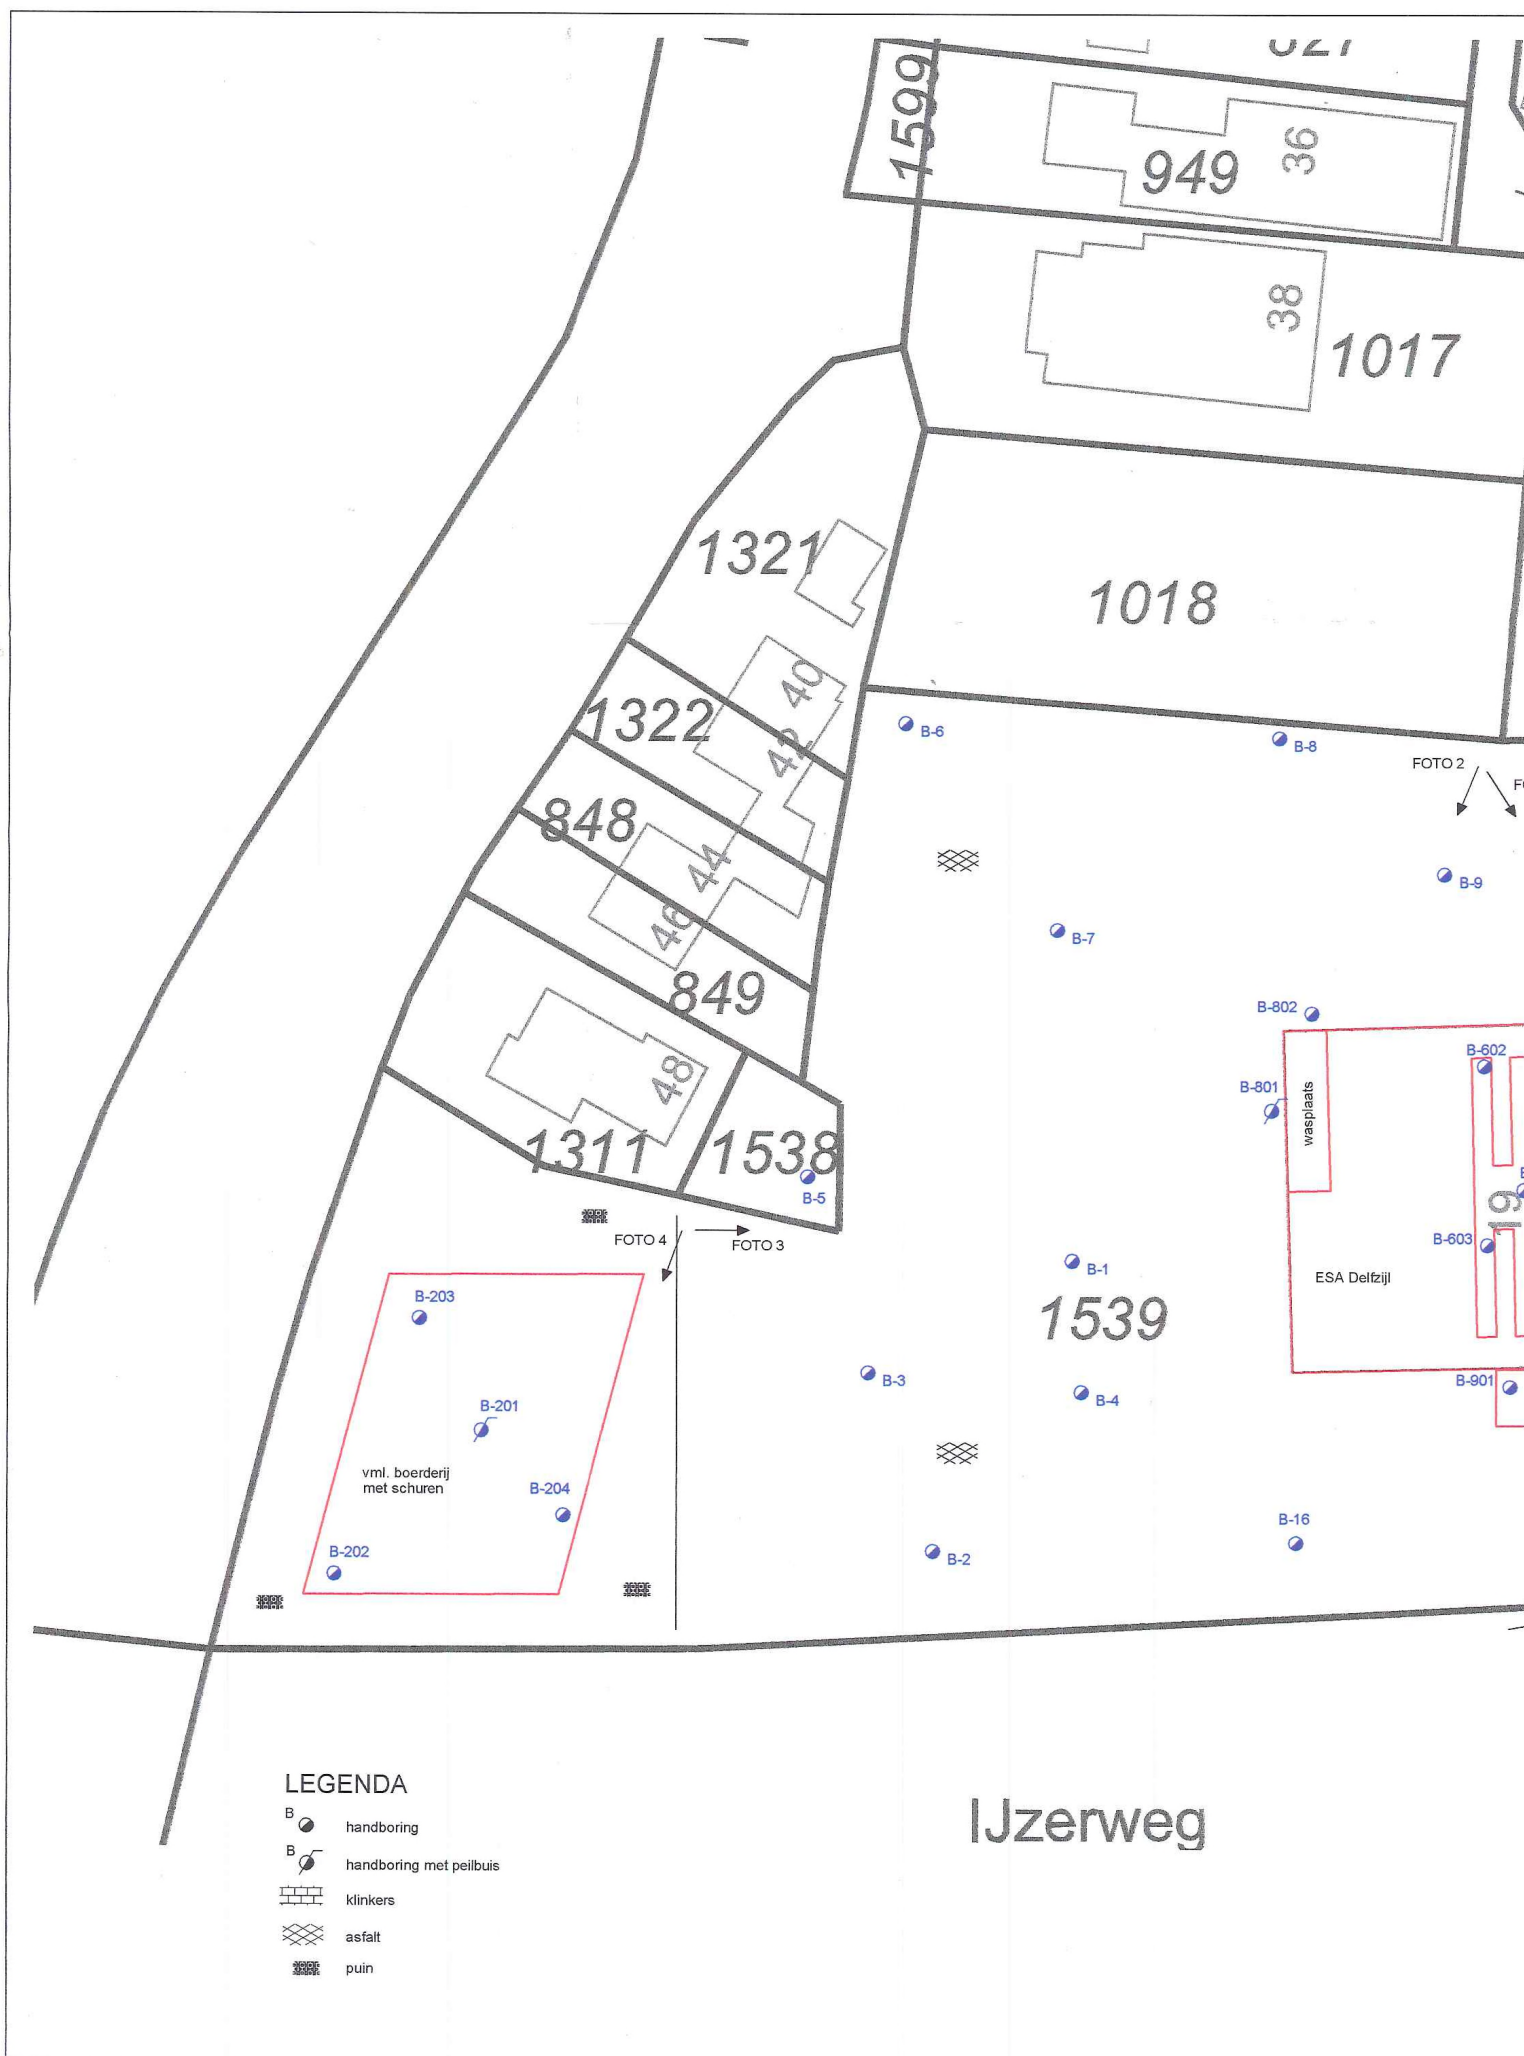 1599
949
36
38
1017
1321
1018
40
1322
42
B-6
B-8
FOTO 2
848
44
B-9
46
B-7
849
B-802
B-602
48
B-801
wasplaats
1311
1538
B-5
19
FOTO 4
FOTO 3
B-603
B-1
ESA Delfzijl
B-203
1539
B-3
B-4
B-901
B-201
vml. boerderij
met schuren
B-204
B-16
B-202
B-2
LEGENDA
B
handboring
B
handboring met peilbuis
klinkers
asfalt
puin
IJzerweg